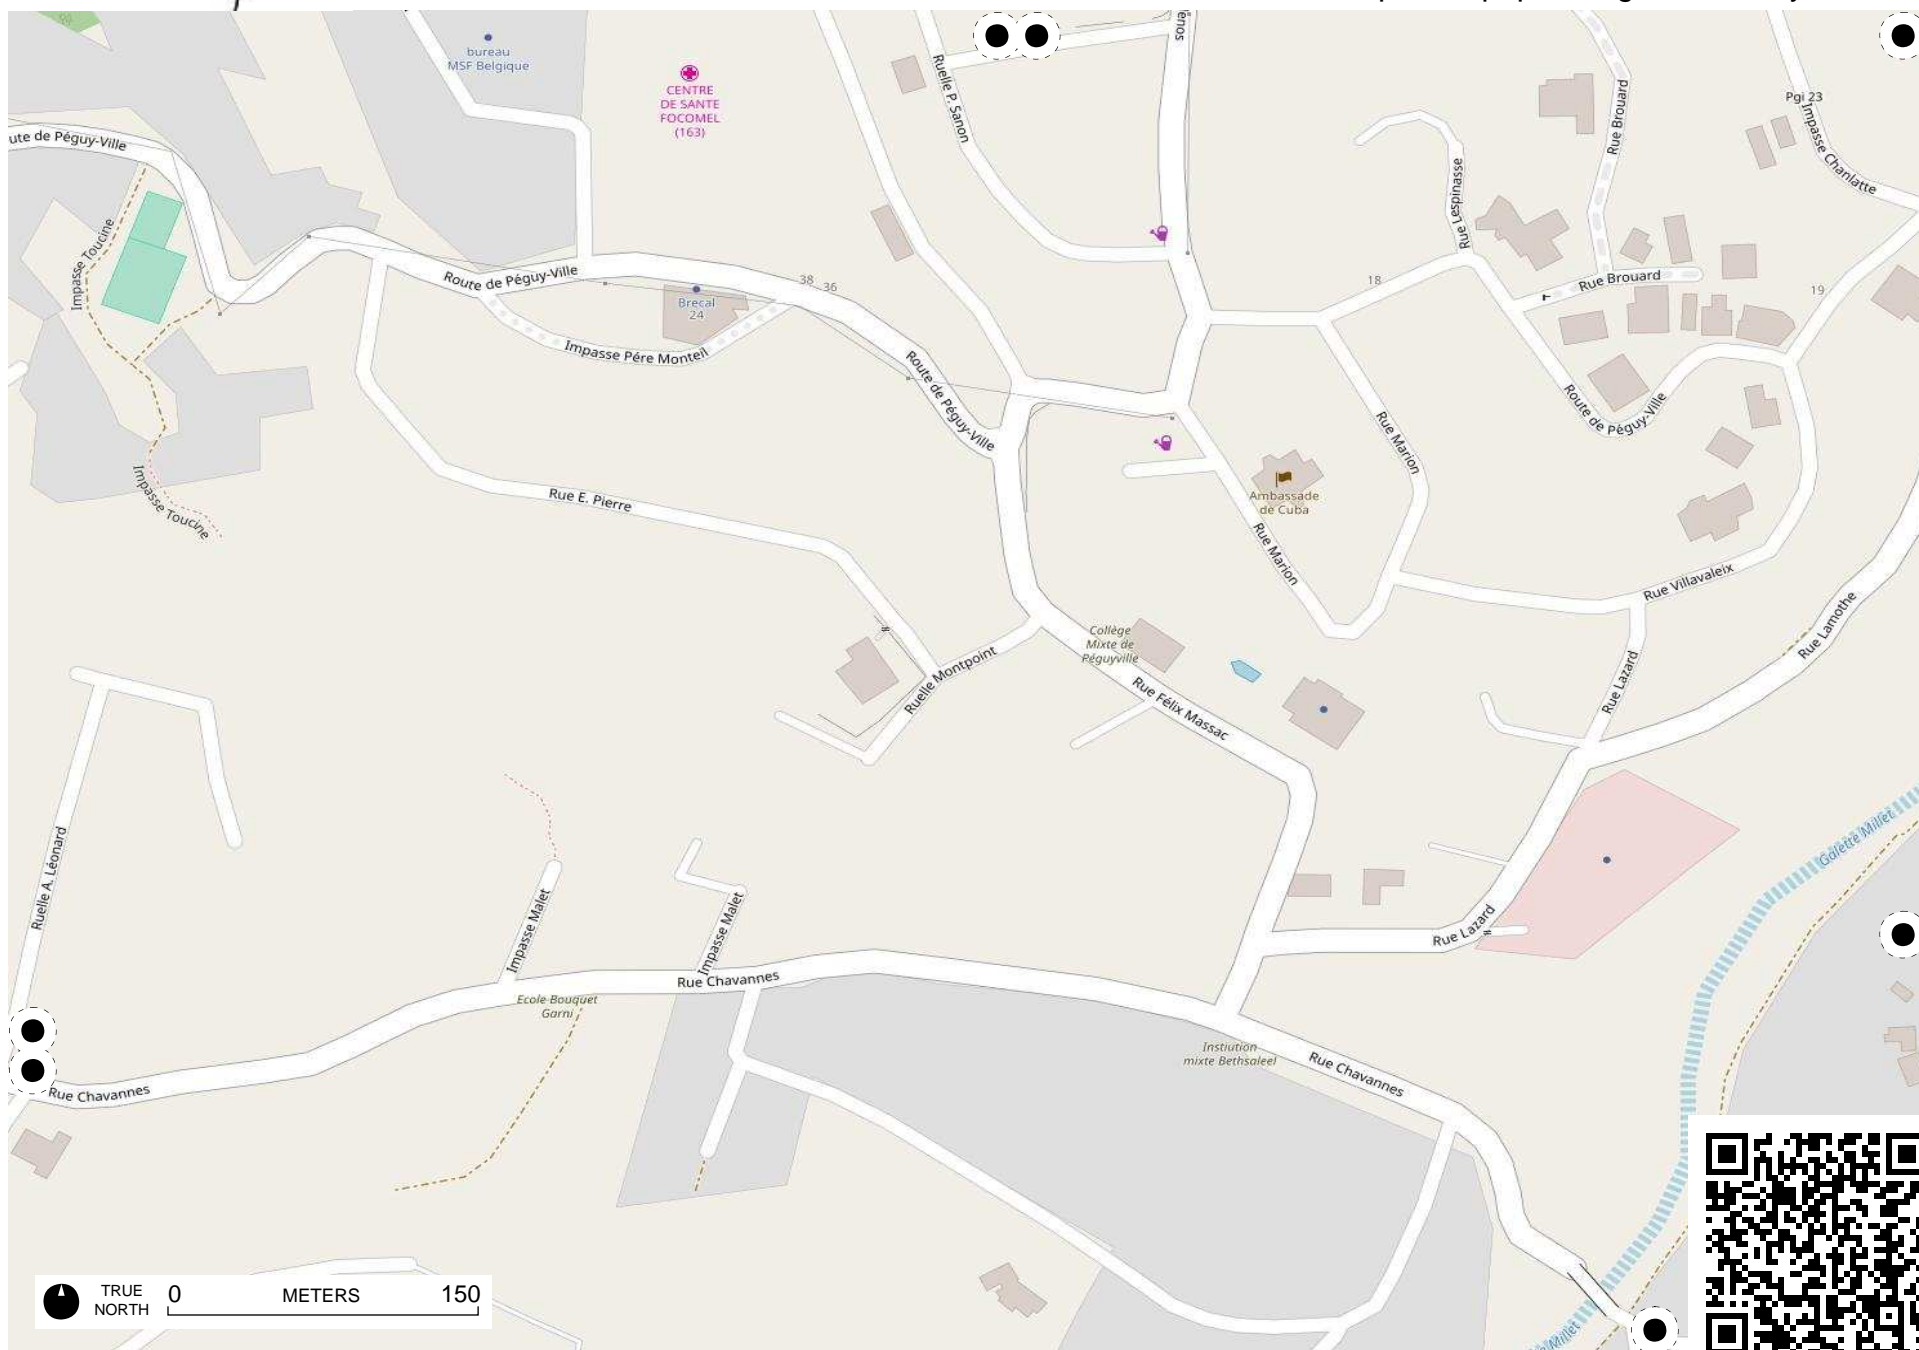 bureau
MSF Belgique
CENTRE
DE SANTE
FOCOMEL
(163)
Ruelle P. Sanon
Rue Brouard
Pgi 23
Impasse Chanlatte
ute de Péguy-Ville
Impasse Toucine
Rue Lespinasse
Route de Péguy-Ville
38
36
18
Rue Brouard
19
Brecal
24
Impasse Pére Monteil
Route de Péguy-Ville
Route de Péguy-Ville
Rue Marion
Impasse Toucine
Rue E. Pierre
Ambassade
de Cuba
Rue Marion
Rue Villavaleix
Rue Lamothe
Collège
Mixte de
Péguyville
Ruelle Montpoint
Rue Félix Massac
Rue Lazard
Ruelle A. Léonard
Galette Millet
Impasse Malet
Impasse Malet
Rue Lazard
Rue Chavannes
Ecole Bouquet
Garni
Instiution
mixte Bethsaleel
Rue Chavannes
Rue Chavannes
TRUE
NORTH
0
METERS
150
Millet